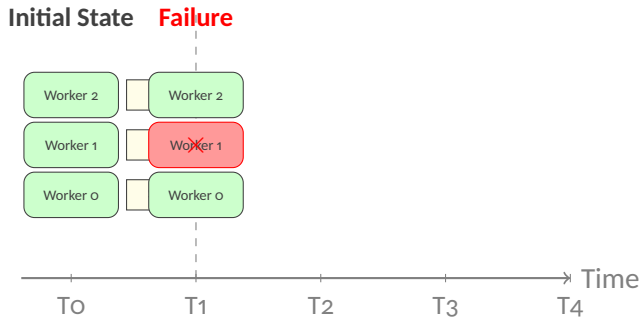 Initial State Failure
Worker 2 Worker 2
Worker 1 Worker 1
Worker 0 Worker 0
Time
T0 T1 T2 T3 T4